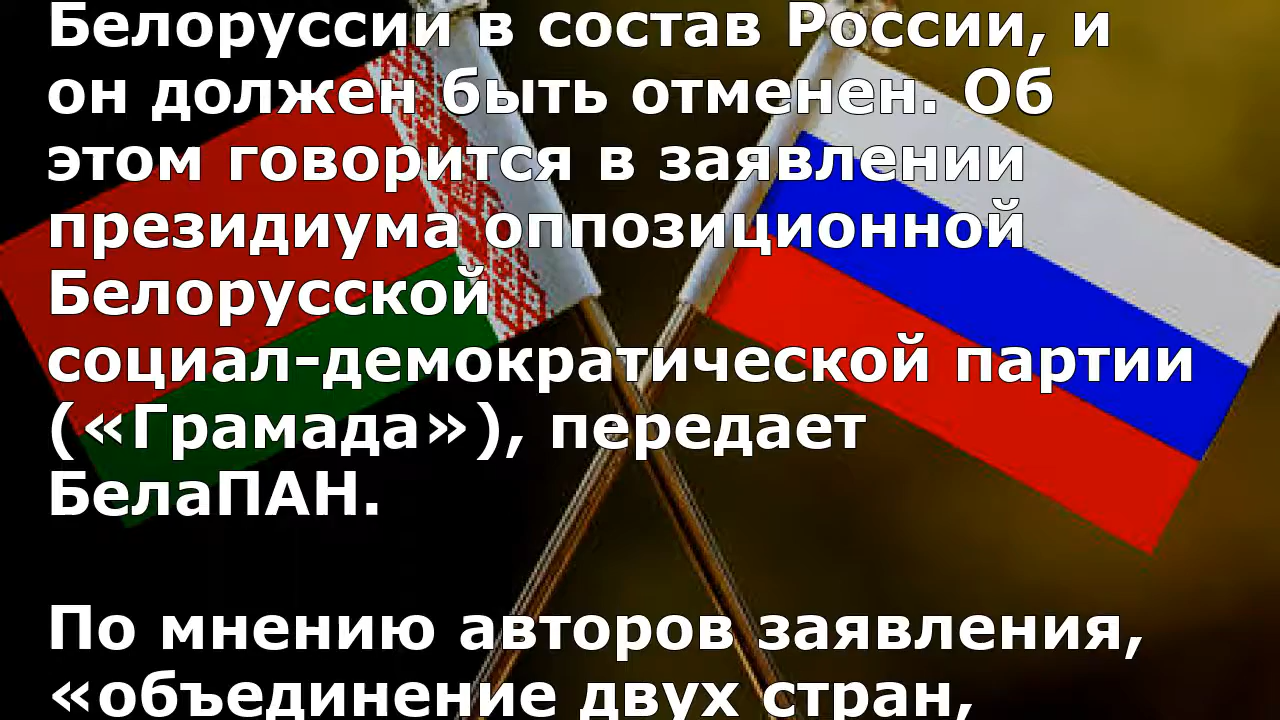 Белоруссии в состав России, и
он должен быть отменен. Об
этом говорится в заявлении
президиума оппозиционной
Белорусской
социал-демократической партии
(«Грамада»), передает
БелаПАН.
По мнению авторов заявления,
«объединение двух стран,